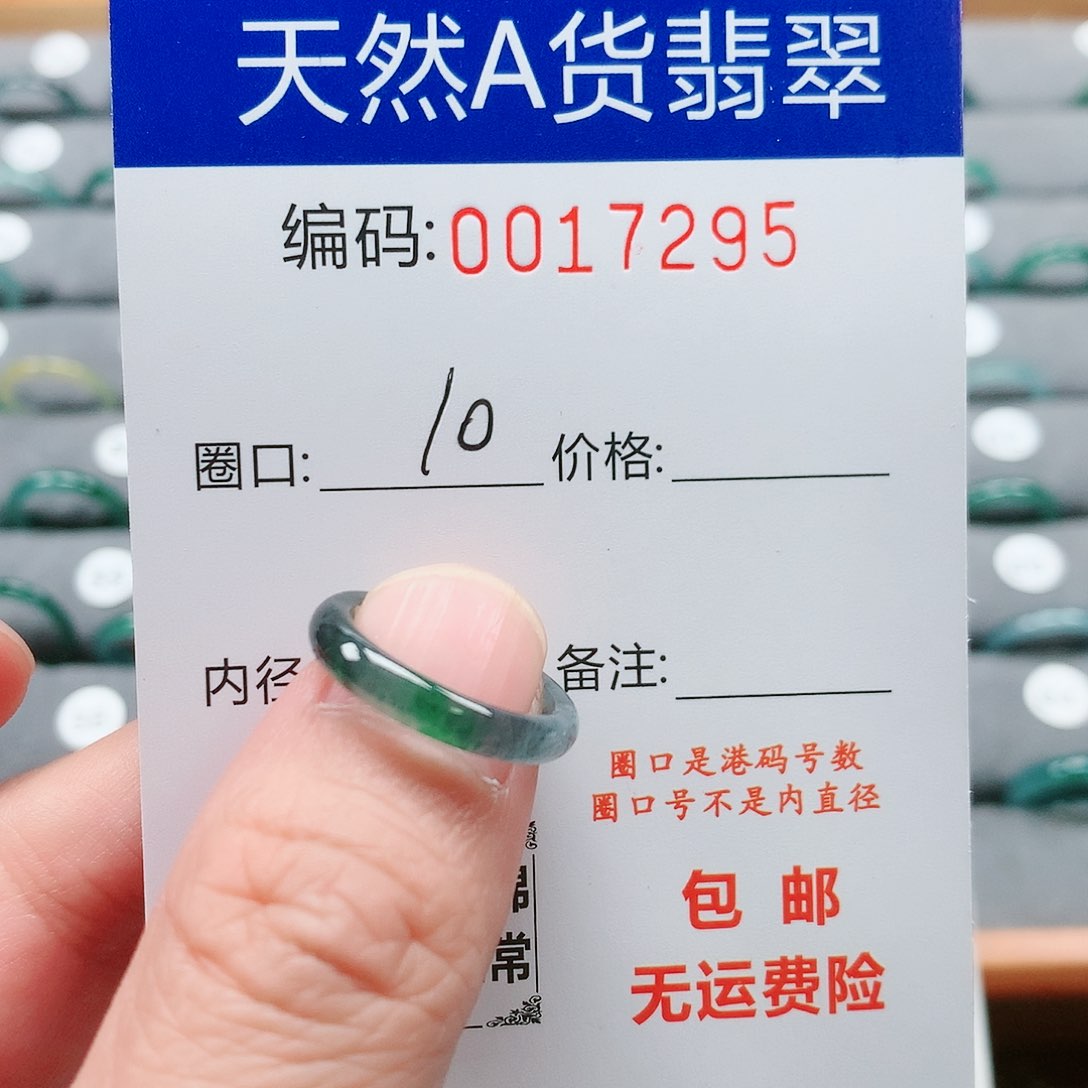 天然A货翡翠
编码:0017295
圈口: 10 价格:
内径 备注:
圈口是港码号数
圈口号不是内直径
包邮
常
无运费险